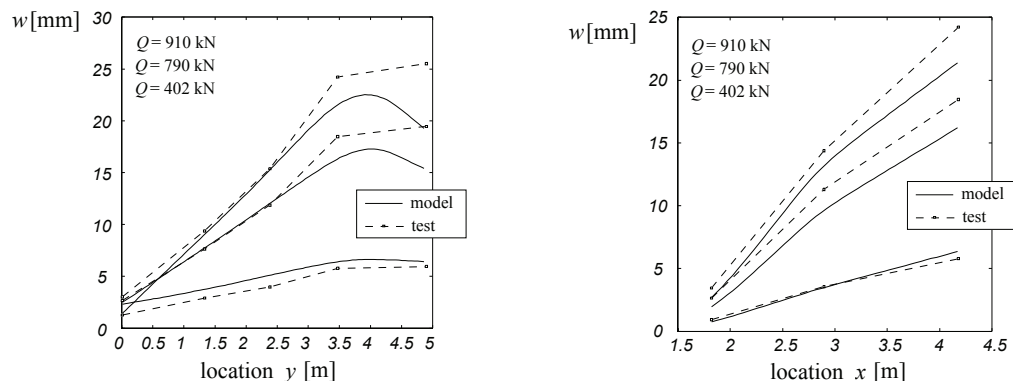 w [mm]
30
25
20
15
10
5
0
Q = 910 kN
Q = 790 kN
Q = 402 kN
model
test
0 0.5 1 1.5 2 2.5 3 3.5 4 4.5 5
location y [m]
w [mm]
25
20
15
10
5
0
Q = 910 kN
Q = 790 kN
Q = 402 kN
model
test
1.5 2 2.5 3 3.5 4 4.5
location x [m]